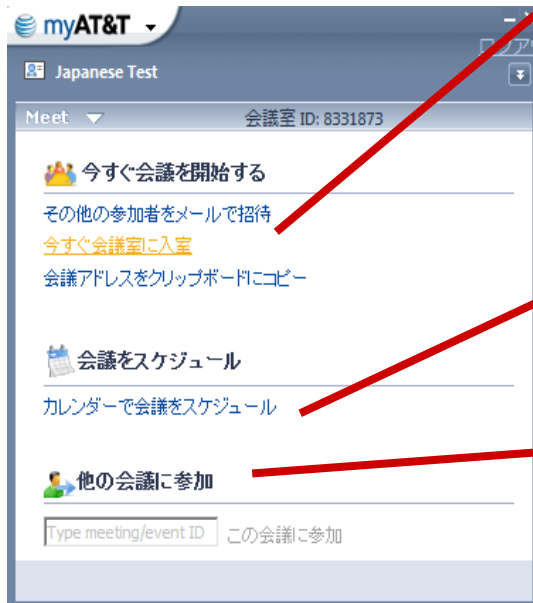 myAT&T
ログアウ
Japanese Test
Meet 会議室 ID: 8331873
今すぐ会議を開始する
その他の参加者をメールで招待
今すぐ会議室に入室
会議アドレスをクリップボードにコピー
会議をスケジュール
カレンダーで会議をスケジュール
他の会議に参加
Type meeting/event ID この会議に参加